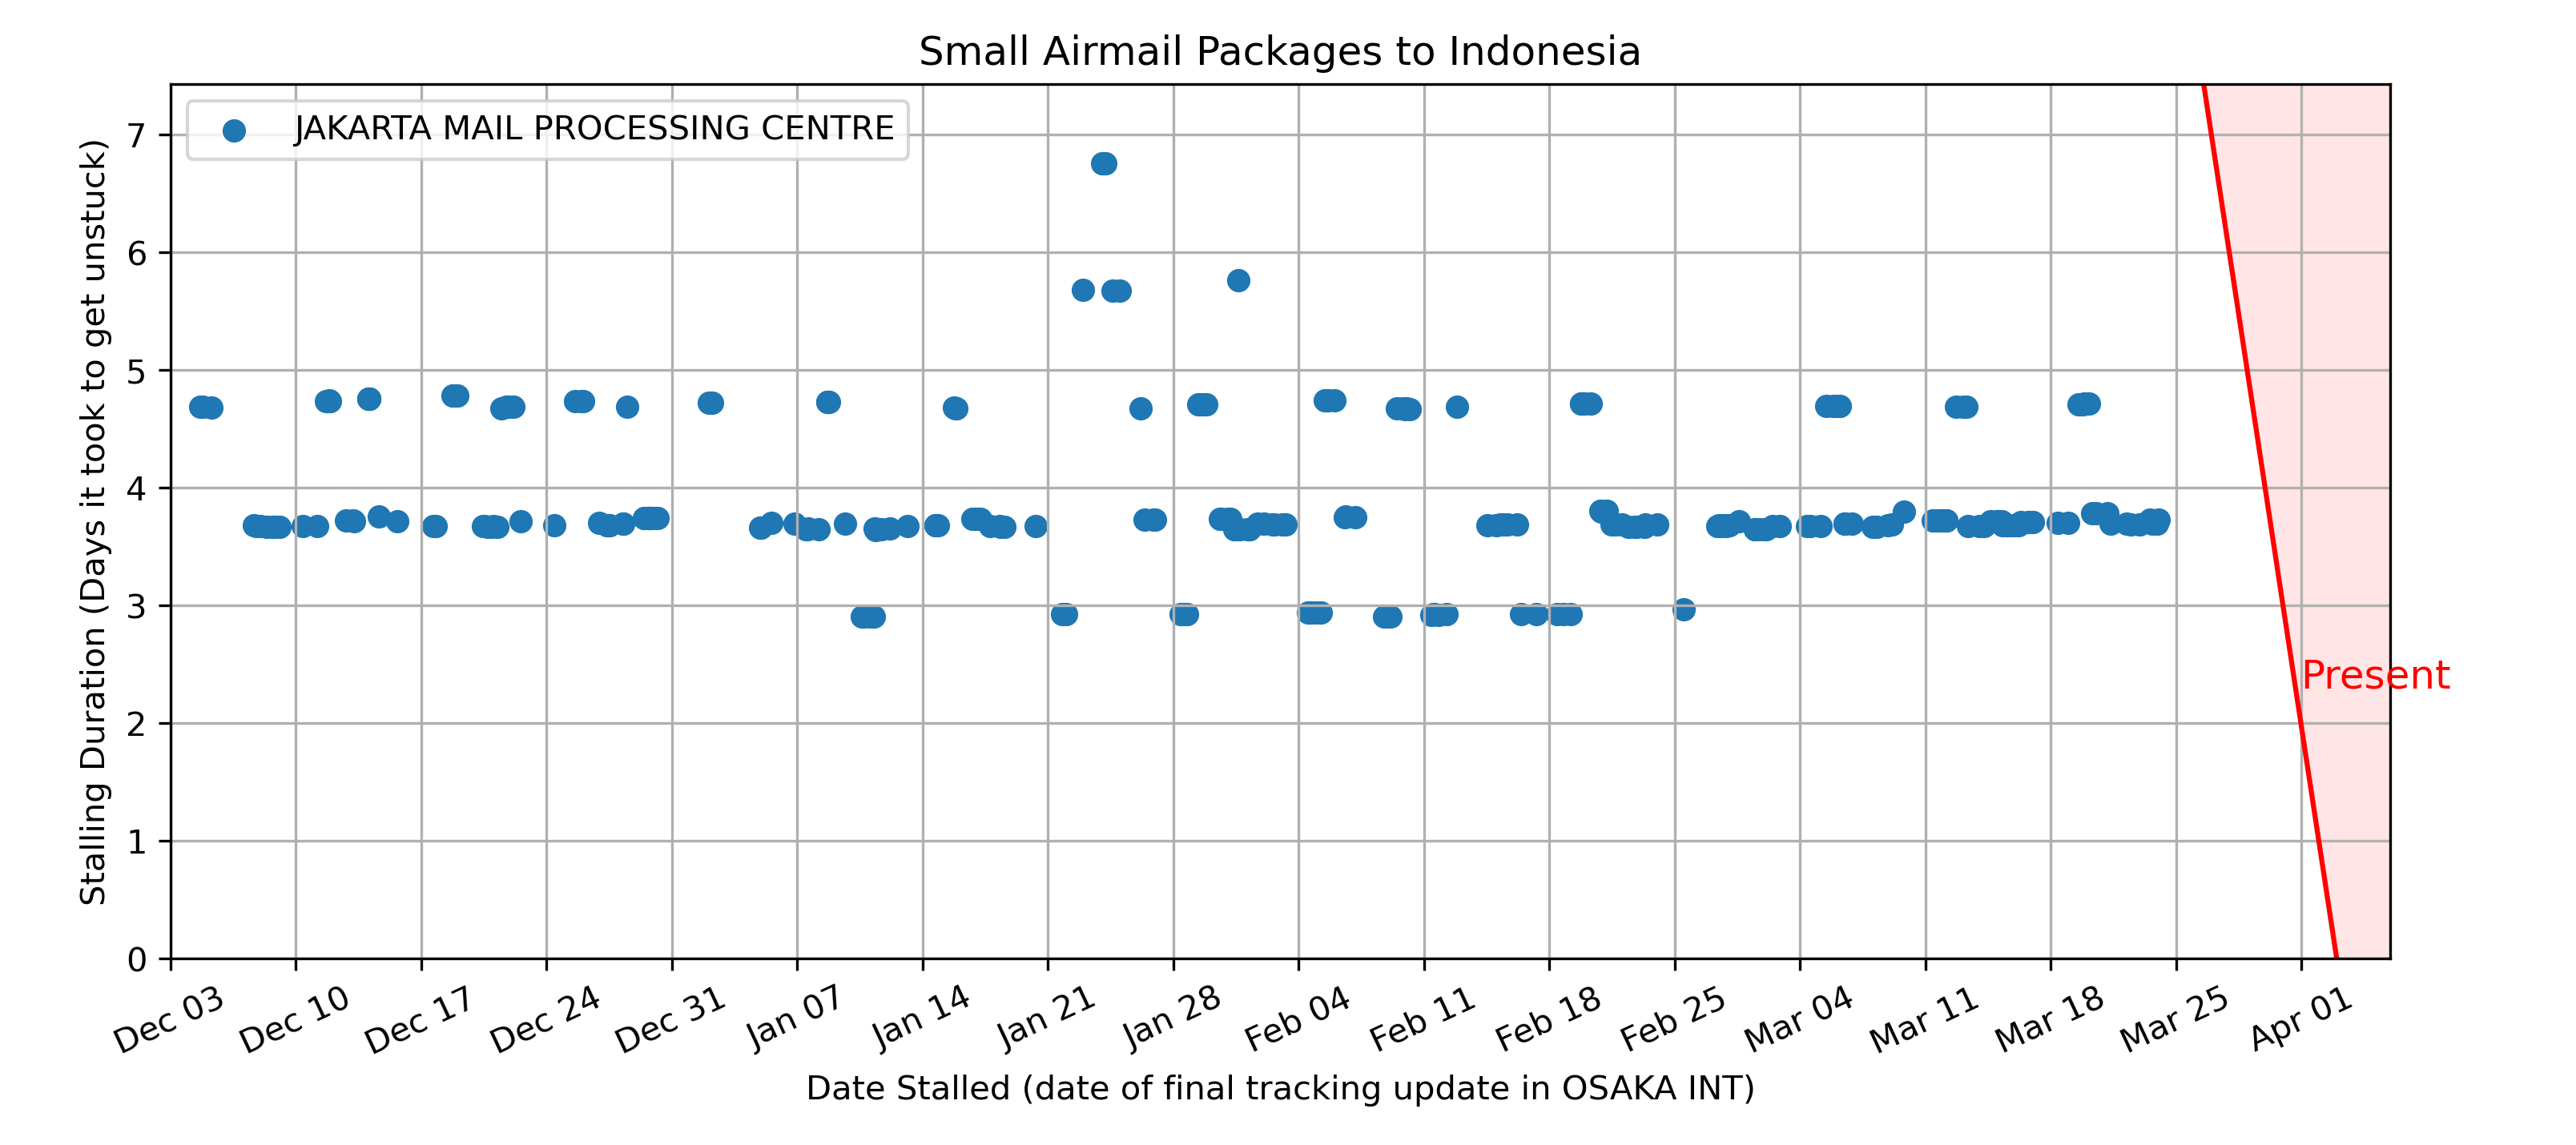 Small Airmail Packages to Indonesia
JAKARTA MAIL PROCESSING CENTRE
Stalling Duration (Days it took to get unstuck)
7
6
5
4
3
2
1
0
Present
Dec 03
Dec 10
Dec 17
Dec 24
Dec 31
Jan 07
Jan 14
Jan 21
Jan 28
Feb 04
Feb 11
Feb 18
Feb 25
Mar 04
Mar 11
Mar 18
Mar 25
Apr 01
Date Stalled (date of final tracking update in OSAKA INT)